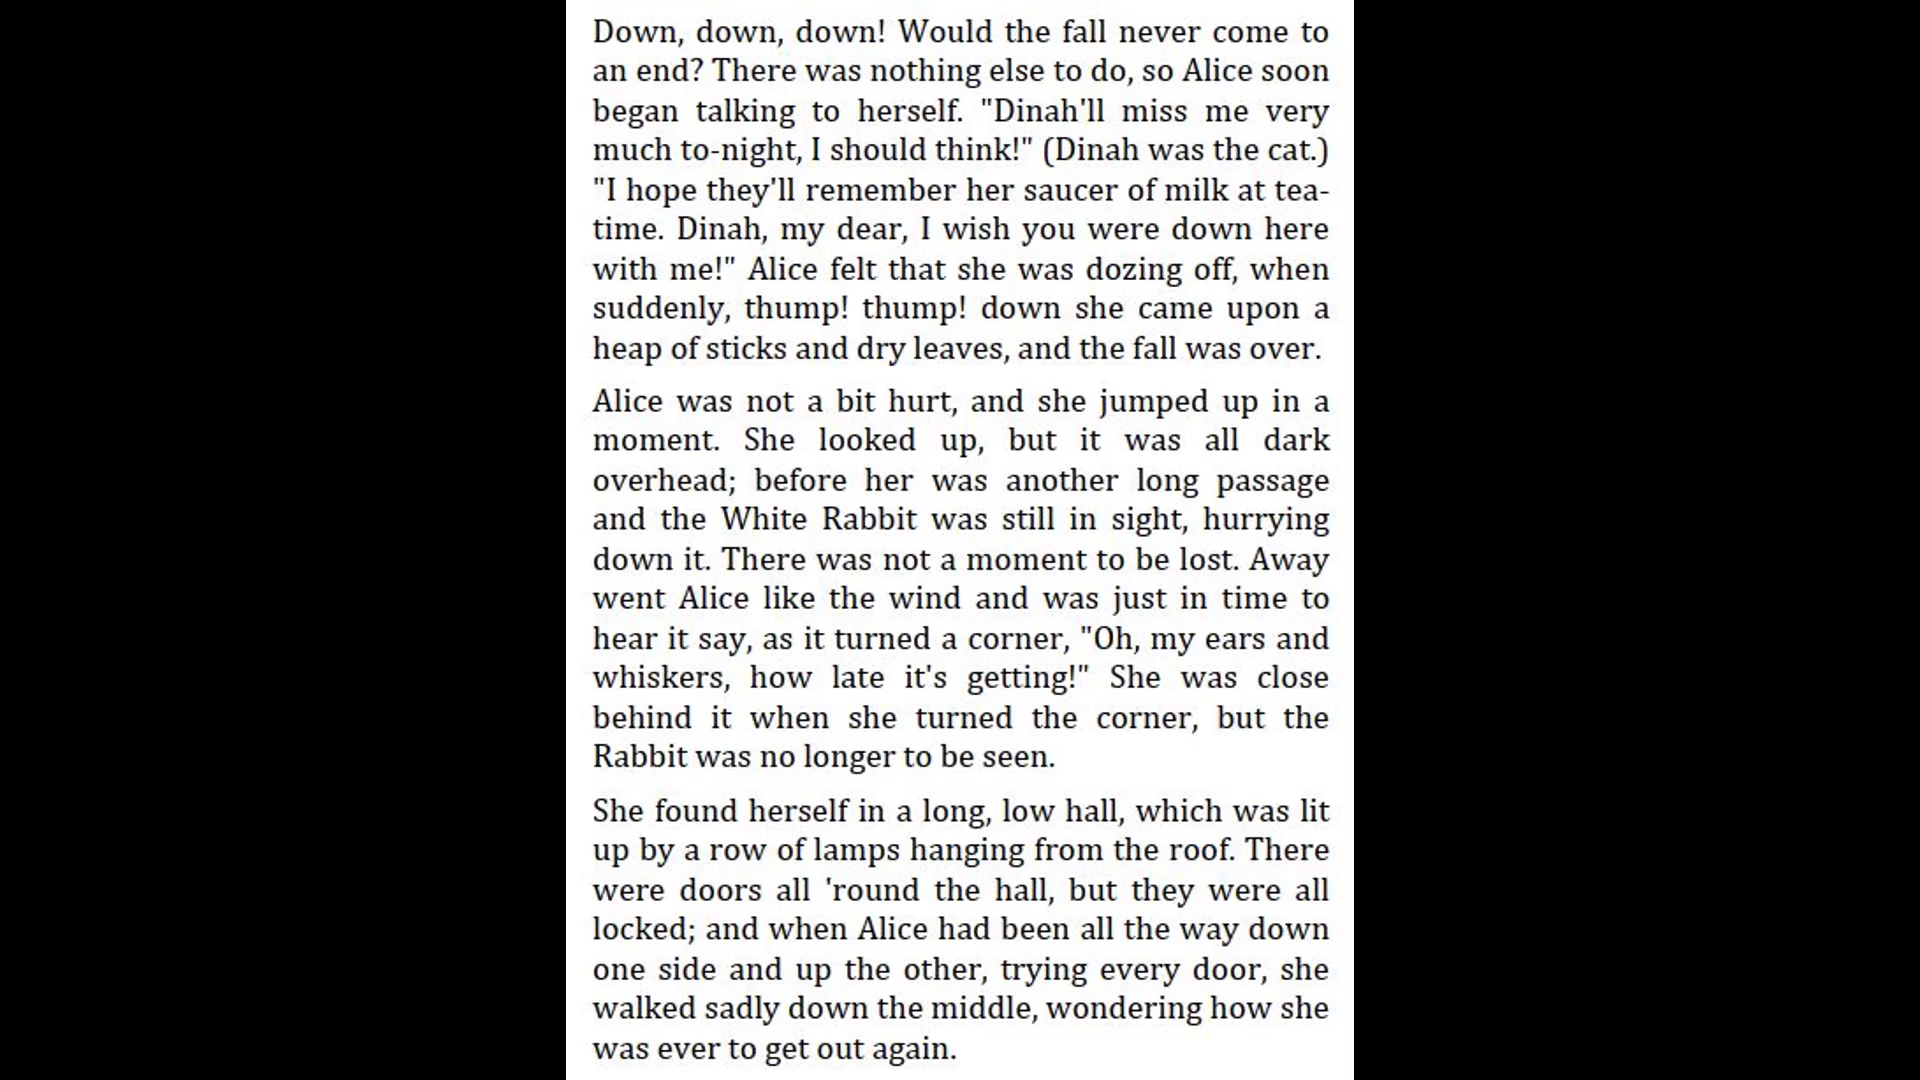 Down, down, down! Would the fall never come to
an end? There was nothing else to do, so Alice soon
began talking to herself. "Dinah'll miss me very
much to-night, I should think!" (Dinah was the cat.)
"I hope they'll remember her saucer of milk at tea-
time. Dinah, my dear, I wish you were down here
with me!" Alice felt that she was dozing off, when
suddenly, thump! thump! down she came upon a
heap of sticks and dry leaves, and the fall was over.
Alice was not a bit hurt, and she jumped up in a
moment. She looked up, but it was all dark
overhead; before her was another long passage
and the White Rabbit was still in sight, hurrying
down it. There was not a moment to be lost. Away
went Alice like the wind and was just in time to
hear it say, as it turned a corner, "Oh, my ears and
whiskers, how late it's getting!" She was close
behind it when she turned the corner, but the
Rabbit was no longer to be seen.
She found herself in a long, low hall, which was lit
up by a row of lamps hanging from the roof. There
were doors all 'round the hall, but they were all
locked; and when Alice had been all the way down
one side and up the other, trying every door, she
walked sadly down the middle, wondering how she
was ever to get out again.